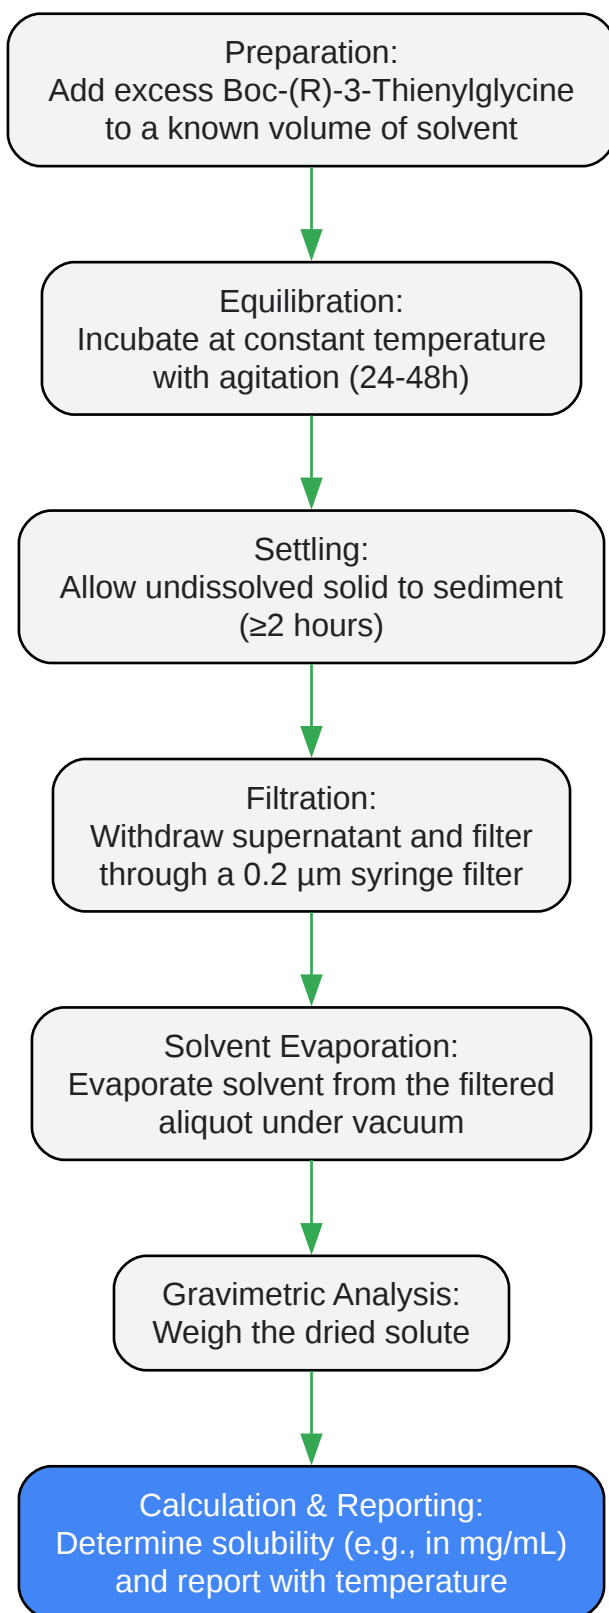 Preparation:
Add excess Boc-(R)-3-Thienylglycine
to a known volume of solvent
Equilibration:
Incubate at constant temperature
with agitation (24-48h)
Settling:
Allow undissolved solid to sediment
(≥2 hours)
Filtration:
Withdraw supernatant and filter
through a 0.2 µm syringe filter
Solvent Evaporation:
Evaporate solvent from the filtered
aliquot under vacuum
Gravimetric Analysis:
Weigh the dried solute
Calculation & Reporting:
Determine solubility (e.g., in mg/mL)
and report with temperature